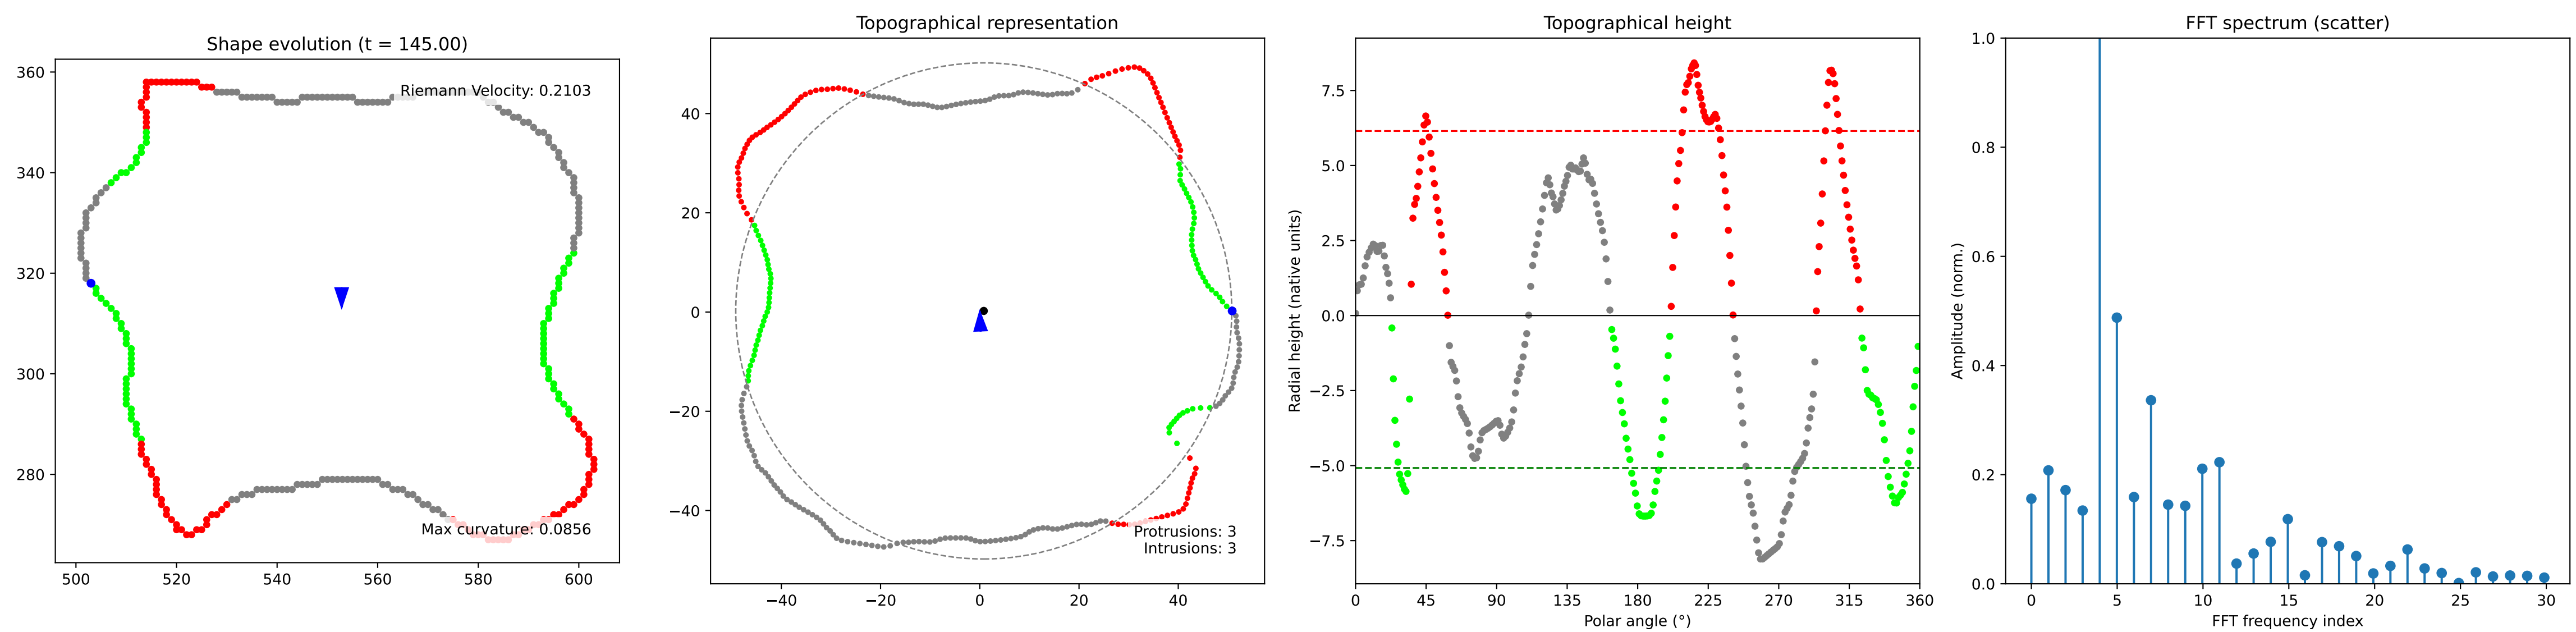 Shape evolution (t = 145.00)
Riemann Velocity: 0.2103
Max curvature: 0.0856
360
340
320
300
280
500 520 540 560 580 600
Topographical representation
Protrusions: 3
Intrusions: 3
40
20
0
−20
−40
−40 −20 0 20 40
Topographical height
Radial height (native units)
7.5
5.0
2.5
0.0
−2.5
−5.0
−7.5
0 45 90 135 180 225 270 315 360
Polar angle (°)
FFT spectrum (scatter)
Amplitude (norm.)
1.0
0.8
0.6
0.4
0.2
0.0
0 5 10 15 20 25 30
FFT frequency index